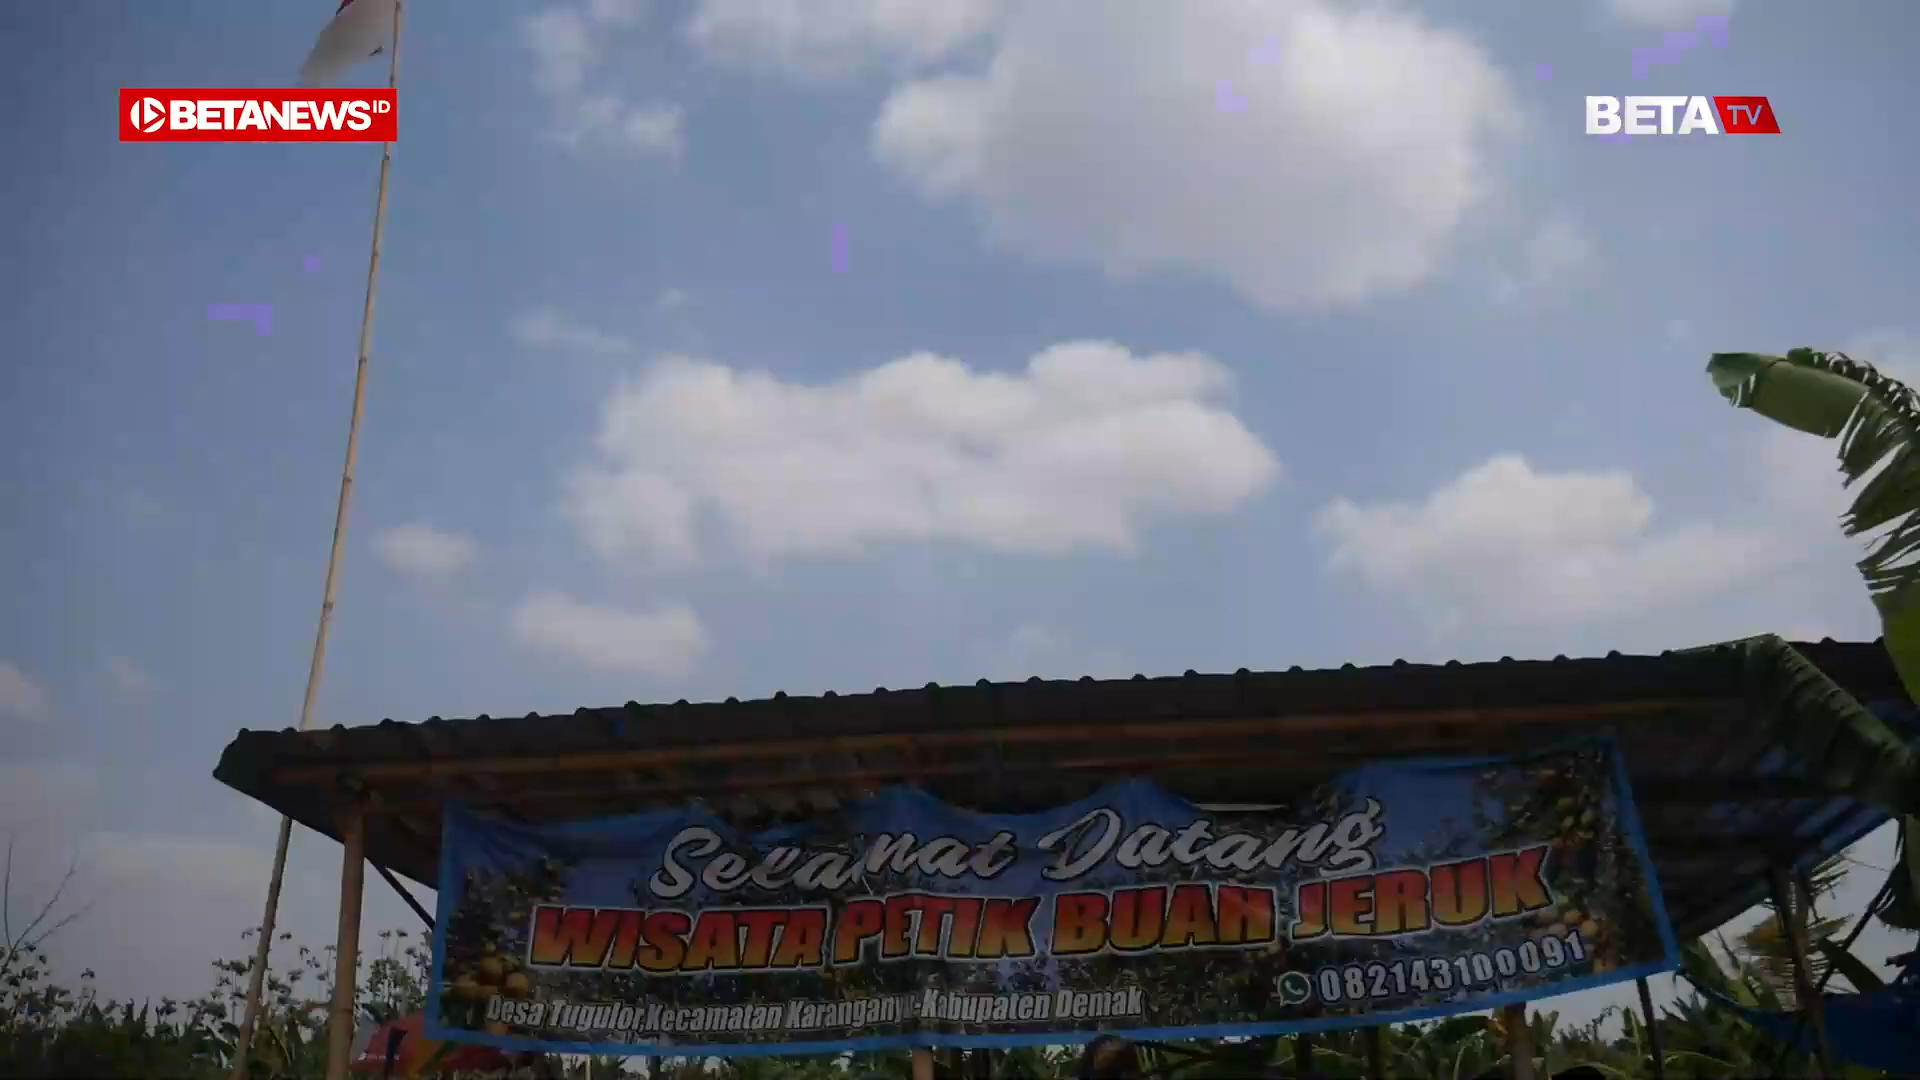 BETANEWS ID
BETA TV
Selamat Datang
WISATA PETIK BUAH JERUK
082143100091
Desa Tugulor, Kecamatan Karanganyar-Kabupaten Demak